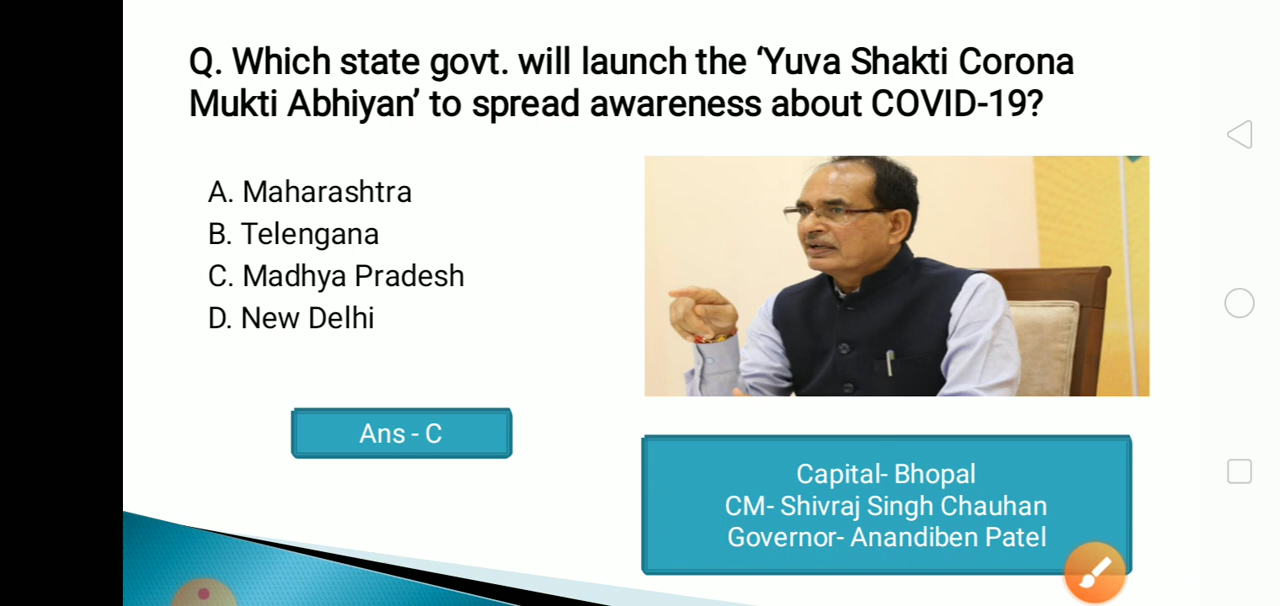 Q. Which state govt. will launch the ‘Yuva Shakti Corona
Mukti Abhiyan’ to spread awareness about COVID-19?
A. Maharashtra
B. Telengana
C. Madhya Pradesh
D. New Delhi
Ans - C
Capital- Bhopal
CM- Shivraj Singh Chauhan
Governor- Anandiben Patel